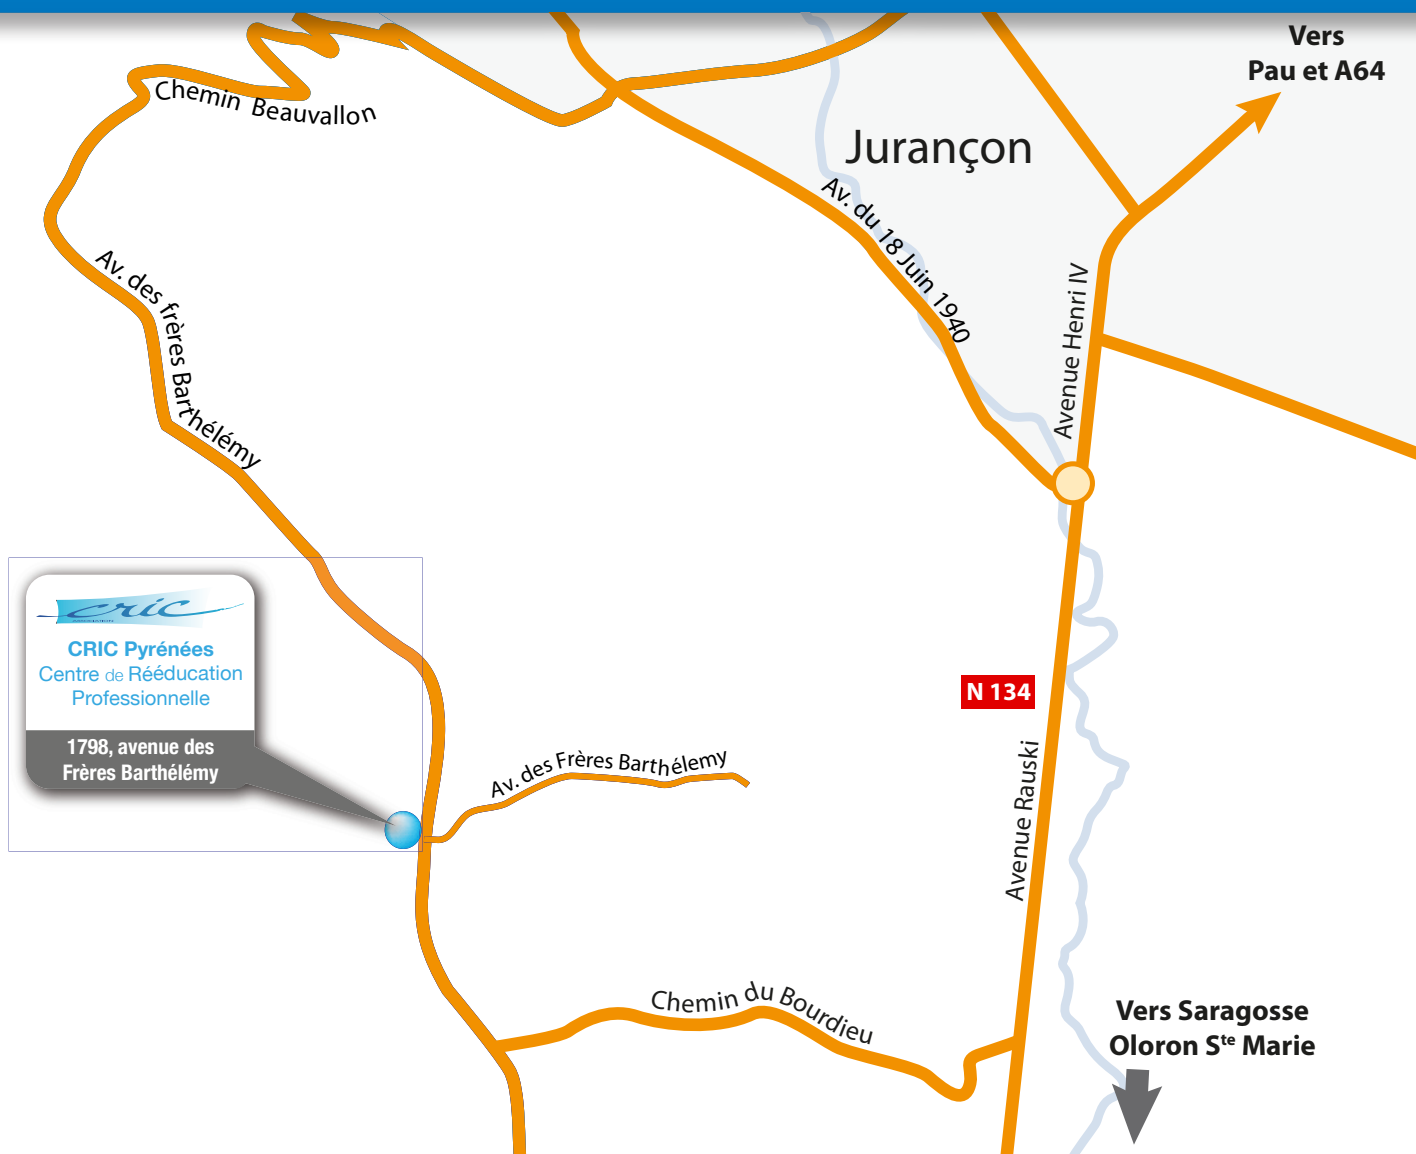 Vers
Pau et A64
Chemin Beauvallon
Jurançon
Av. du 18 Juin 1940
Av. des frères Barthélémy
Avenue Henri IV
cric
CRIC Pyrénées
Centre de Rééducation
Professionnelle
1798, avenue des
Frères Barthélémy
N 134
Av. des Frères Barthélemy
Avenue Rauski
Chemin du Bourdieu
Vers Saragosse
Oloron Ste Marie